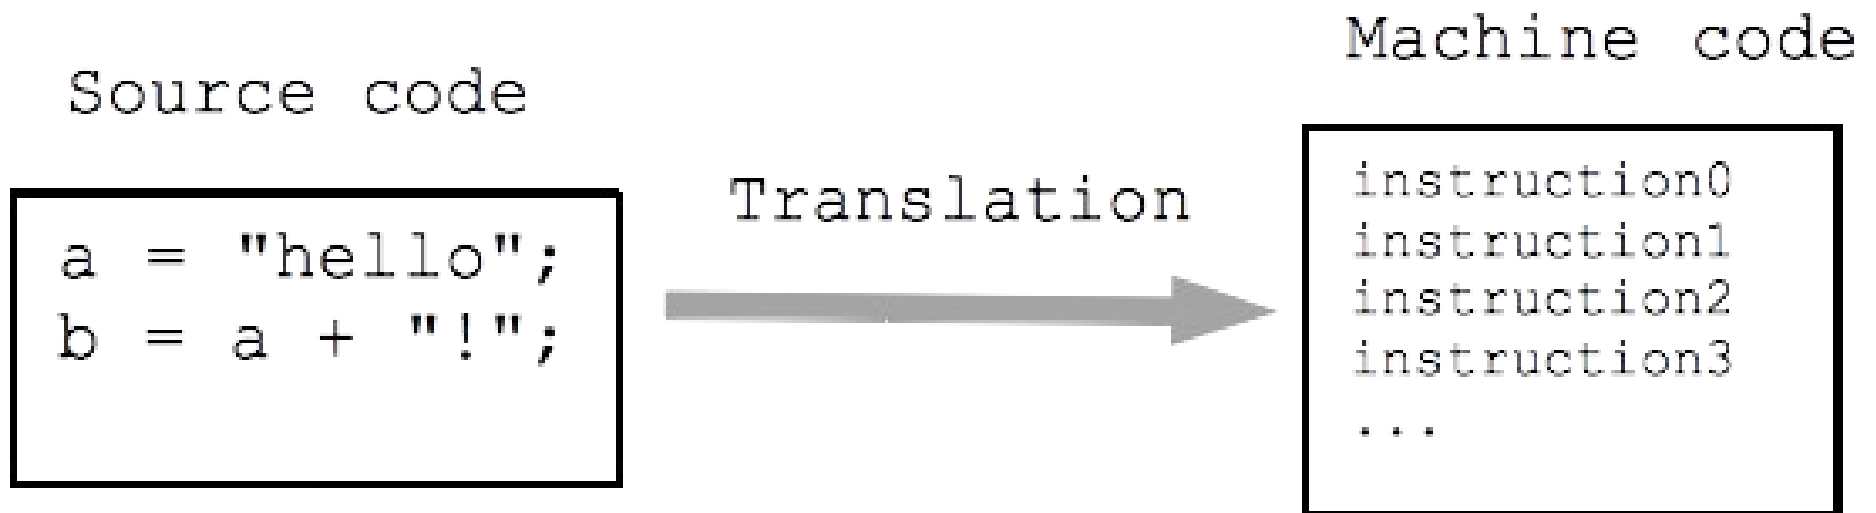 Source code
a = "hello";
b = a + "!";
Translation
Machine code
instruction0
instruction1
instruction2
instruction3
...